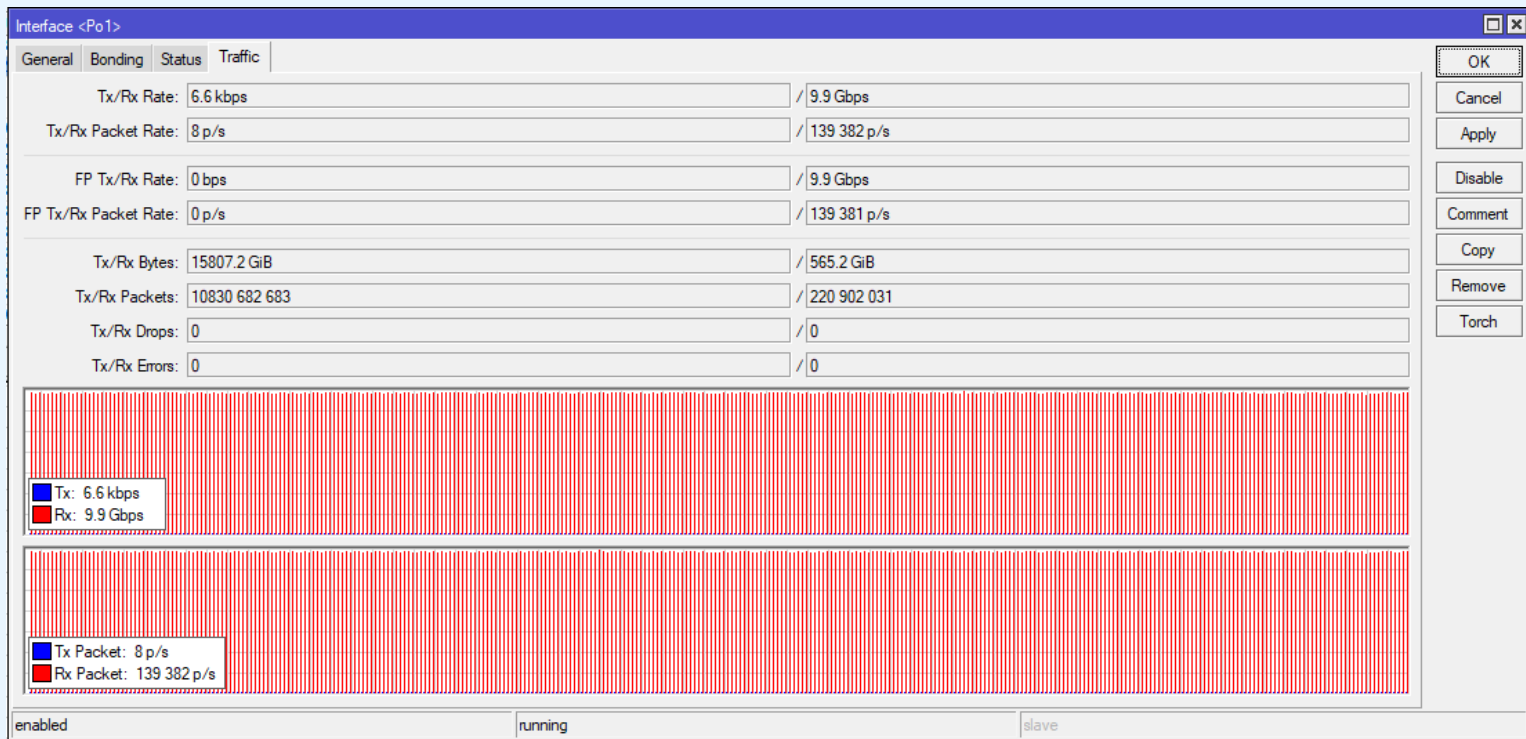 Interface <Po1>
General Bonding Status Traffic
OK
Cancel
Apply
Disable
Comment
Copy
Remove
Torch
Tx/Rx Rate: 6.6 kbps / 9.9 Gbps
Tx/Rx Packet Rate: 8 p/s / 139 382 p/s
FP Tx/Rx Rate: 0 bps / 9.9 Gbps
FP Tx/Rx Packet Rate: 0 p/s / 139 381 p/s
Tx/Rx Bytes: 15807.2 GiB / 565.2 GiB
Tx/Rx Packets: 10830 682 683 / 220 902 031
Tx/Rx Drops: 0 / 0
Tx/Rx Errors: 0 / 0
Tx: 6.6 kbps
Rx: 9.9 Gbps
Tx Packet: 8 p/s
Rx Packet: 139 382 p/s
enabled running slave